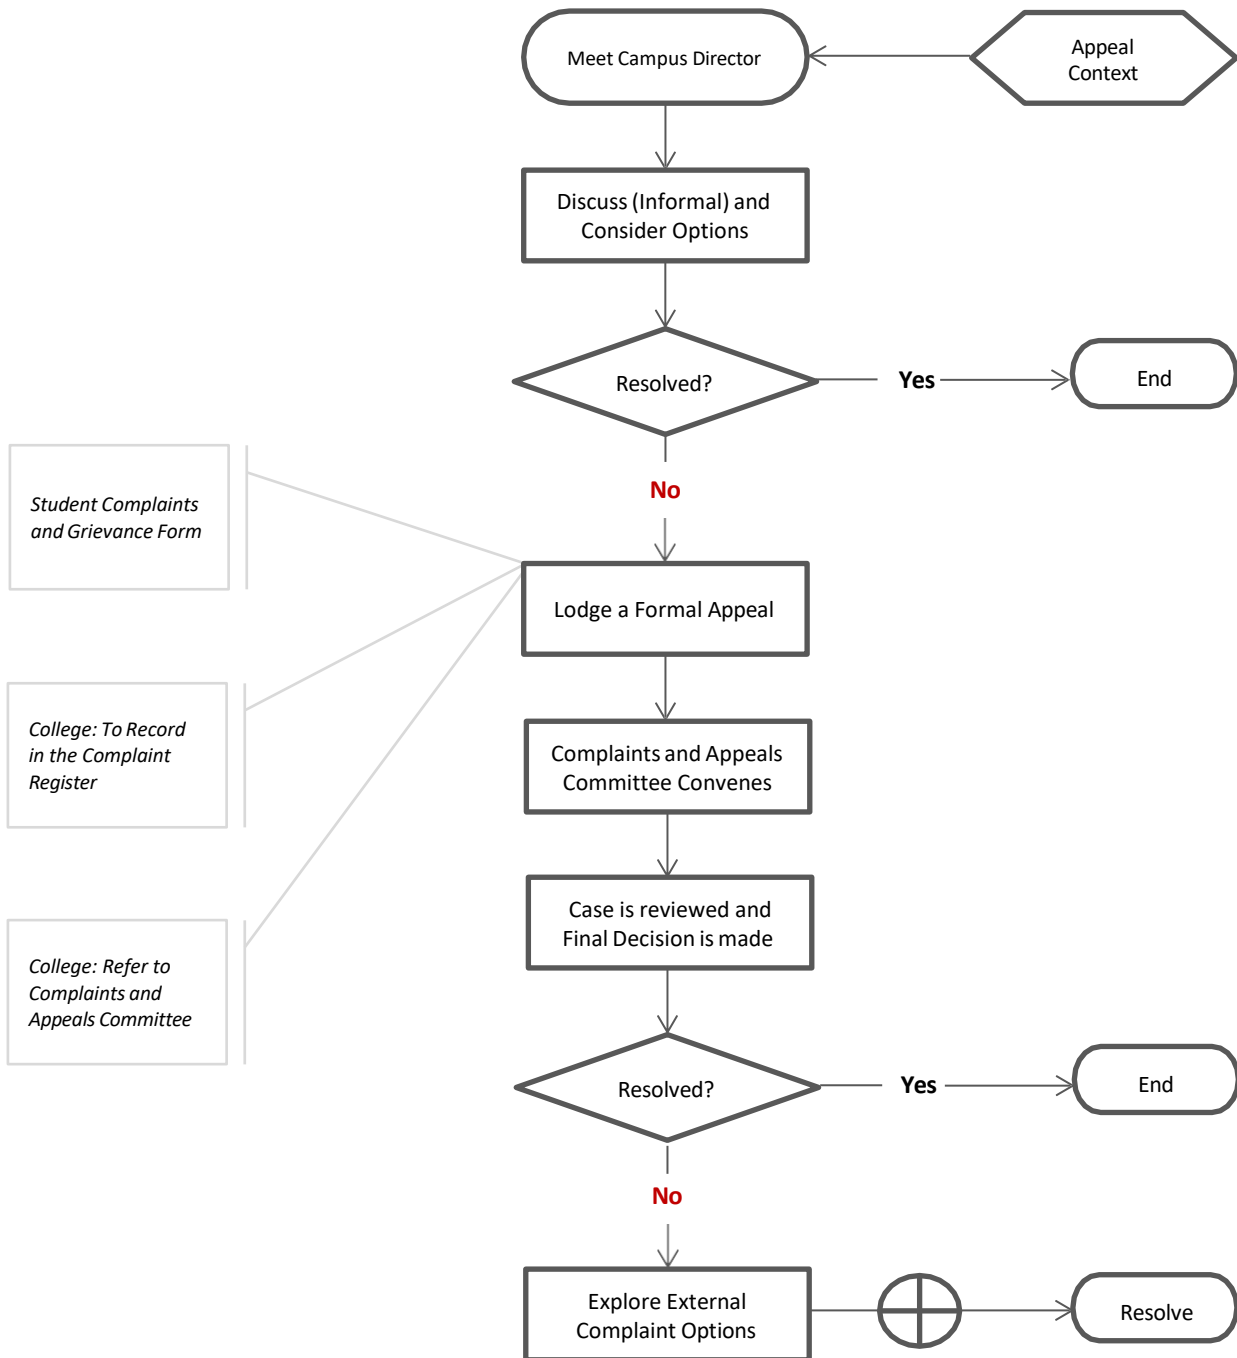 Meet Campus Director
Appeal
Context
Discuss (Informal) and
Consider Options
Resolved?
Yes
End
No
Student Complaints
and Grievance Form
Lodge a Formal Appeal
College: To Record
in the Complaint
Register
Complaints and Appeals
Committee Convenes
Case is reviewed and
Final Decision is made
College: Refer to
Complaints and
Appeals Committee
Resolved?
Yes
End
No
Explore External
Complaint Options
Resolve